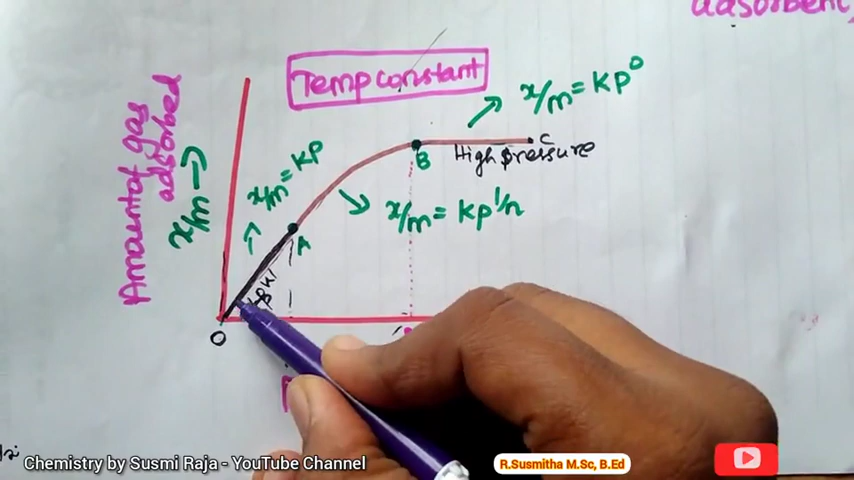 adsorbent,
Temp constant
Amount of gas
adsorbed
x/m →
x/m = kp⁰
x/m = kp
C
B
High pressure
x/m = kp^1/n
A
O
Chemistry by Susmi Raja - YouTube Channel
R.Susmitha M.Sc, B.Ed